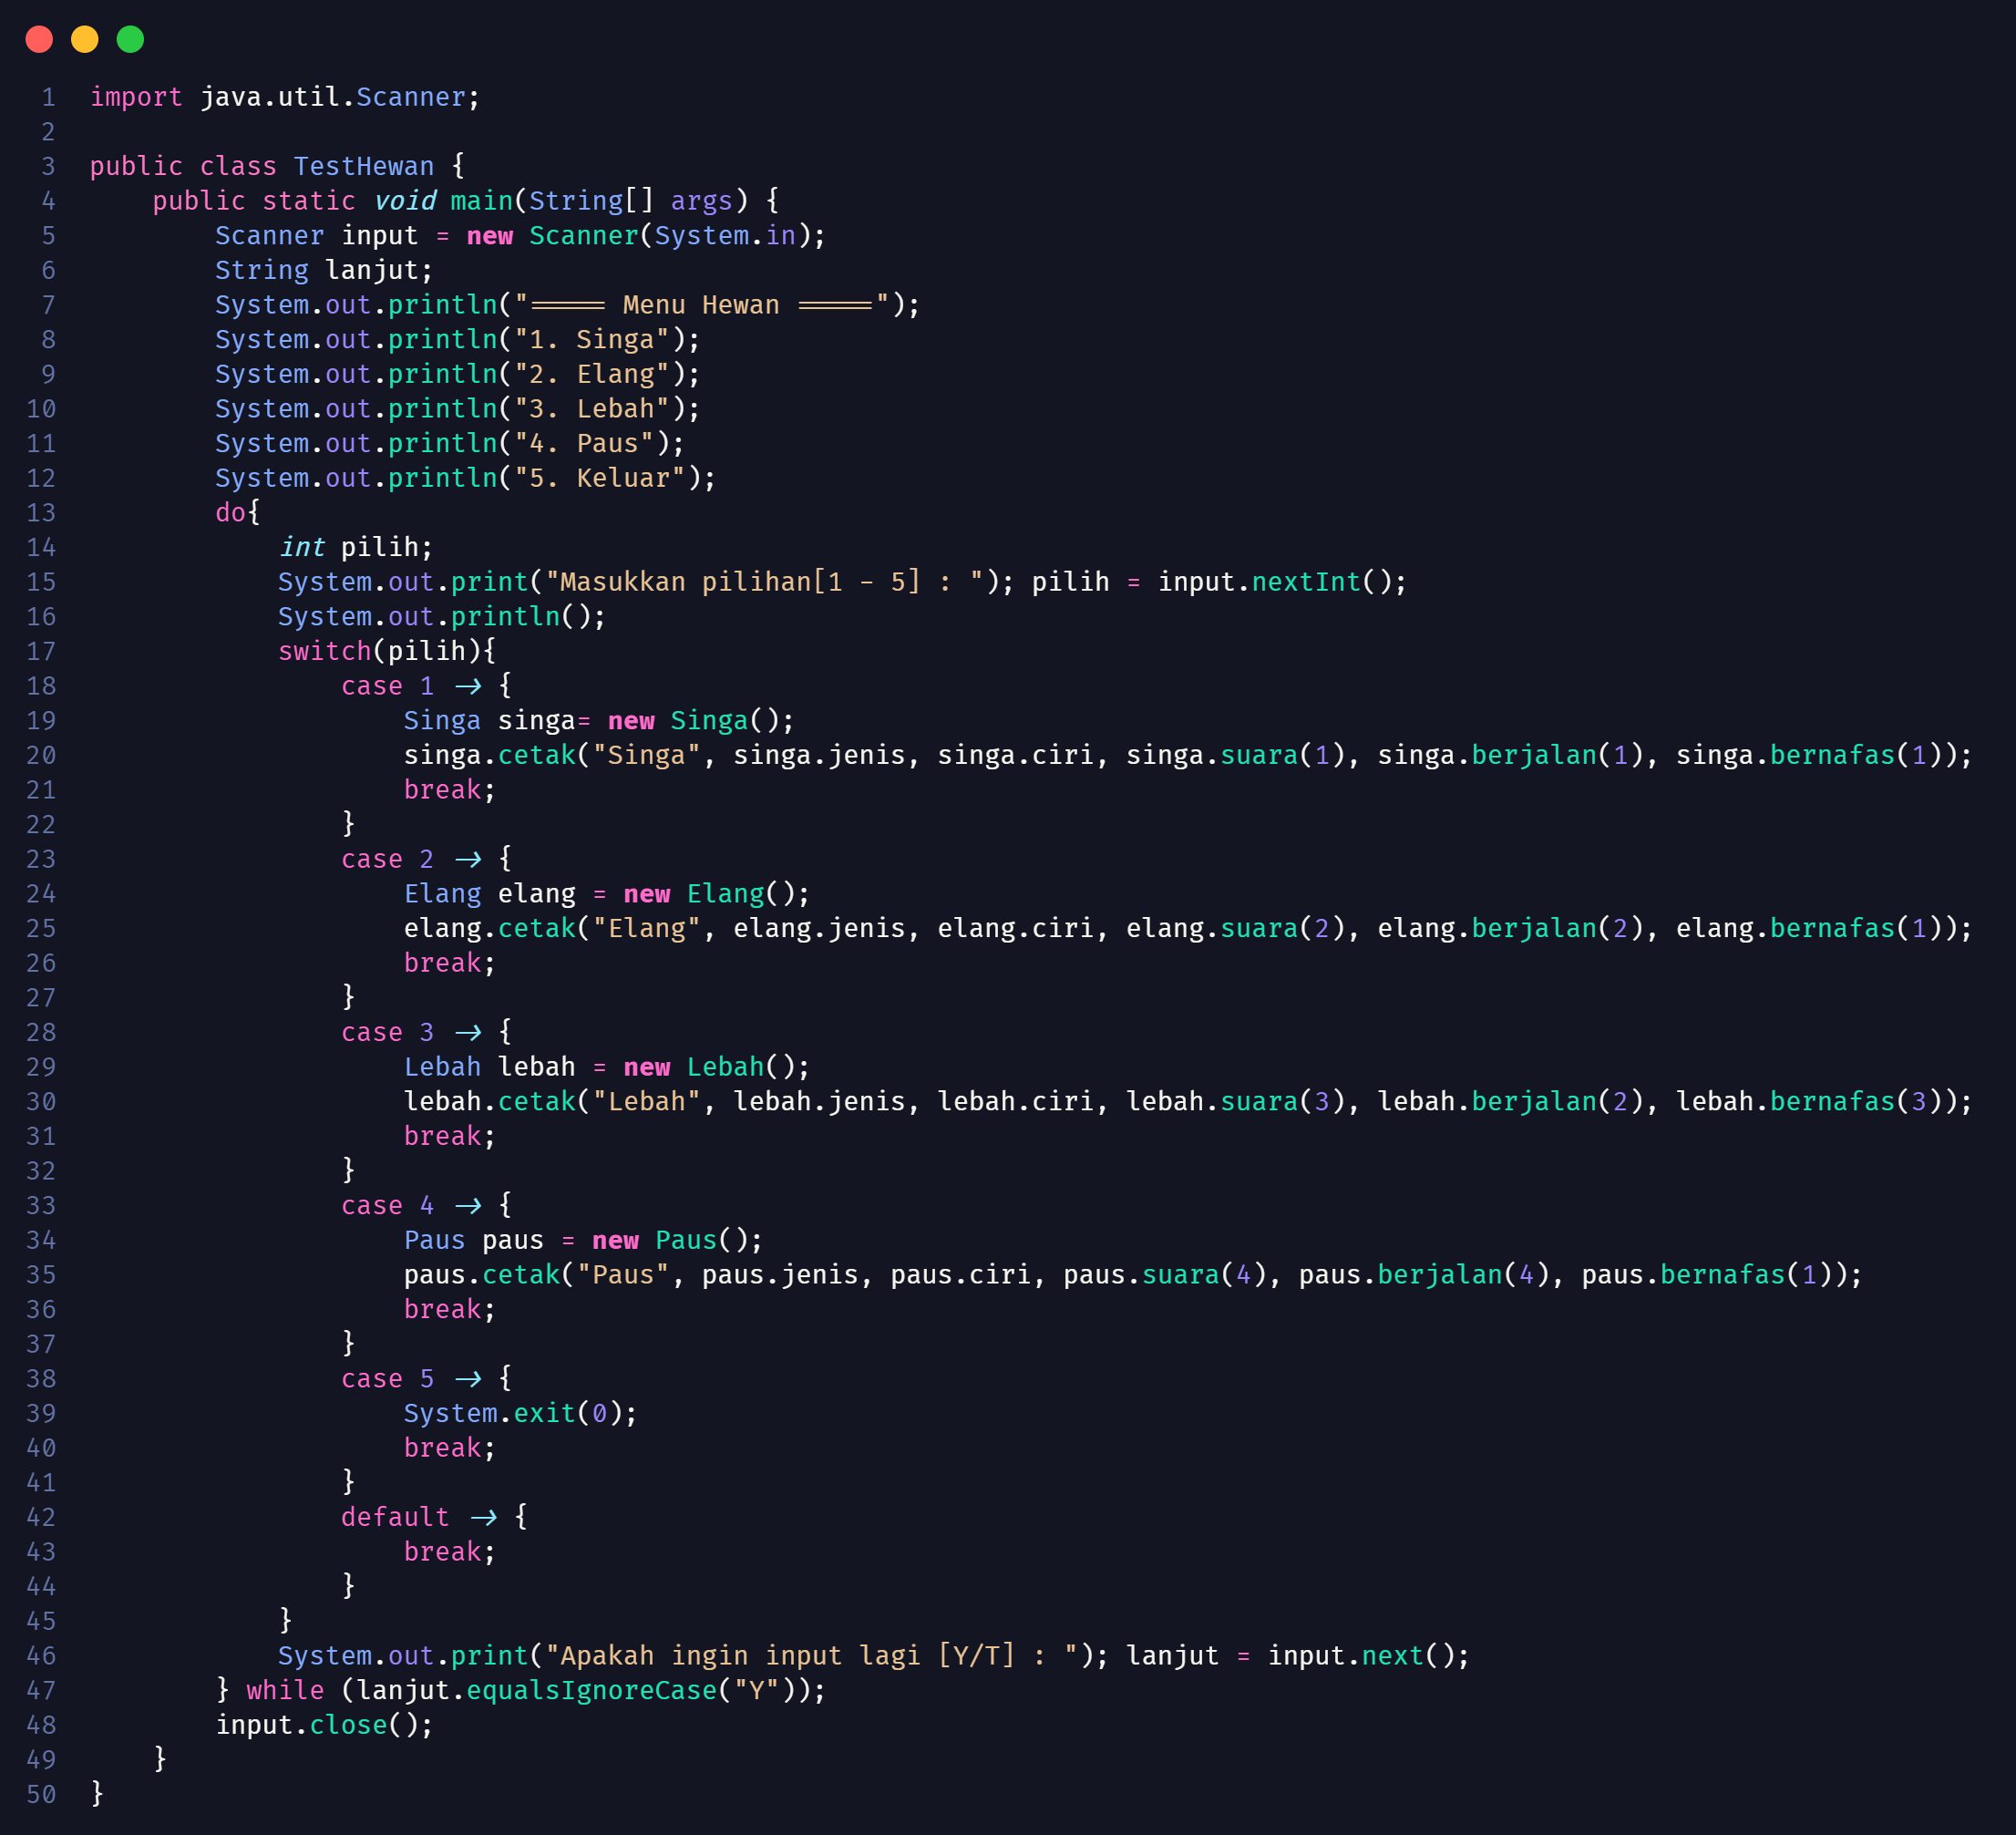 1 import java.util.Scanner;
2
3 public class TestHewan {
4     public static void main(String[] args) {
5         Scanner input = new Scanner(System.in);
6         String lanjut;
7         System.out.println("===== Menu Hewan =====");
8         System.out.println("1. Singa");
9         System.out.println("2. Elang");
10         System.out.println("3. Lebah");
11         System.out.println("4. Paus");
12         System.out.println("5. Keluar");
13         do{
14             int pilih;
15             System.out.print("Masukkan pilihan[1 - 5] : "); pilih = input.nextInt();
16             System.out.println();
17             switch(pilih){
18                 case 1 -> {
19                     Singa singa= new Singa();
20                     singa.cetak("Singa", singa.jenis, singa.ciri, singa.suara(1), singa.berjalan(1), singa.bernafas(1));
21                     break;
22                 }
23                 case 2 -> {
24                     Elang elang = new Elang();
25                     elang.cetak("Elang", elang.jenis, elang.ciri, elang.suara(2), elang.berjalan(2), elang.bernafas(1));
26                     break;
27                 }
28                 case 3 -> {
29                     Lebah lebah = new Lebah();
30                     lebah.cetak("Lebah", lebah.jenis, lebah.ciri, lebah.suara(3), lebah.berjalan(2), lebah.bernafas(3));
31                     break;
32                 }
33                 case 4 -> {
34                     Paus paus = new Paus();
35                     paus.cetak("Paus", paus.jenis, paus.ciri, paus.suara(4), paus.berjalan(4), paus.bernafas(1));
36                     break;
37                 }
38                 case 5 -> {
39                     System.exit(0);
40                     break;
41                 }
42                 default -> {
43                     break;
44                 }
45             }
46             System.out.print("Apakah ingin input lagi [Y/T] : "); lanjut = input.next();
47         } while (lanjut.equalsIgnoreCase("Y"));
48         input.close();
49     }
50 }